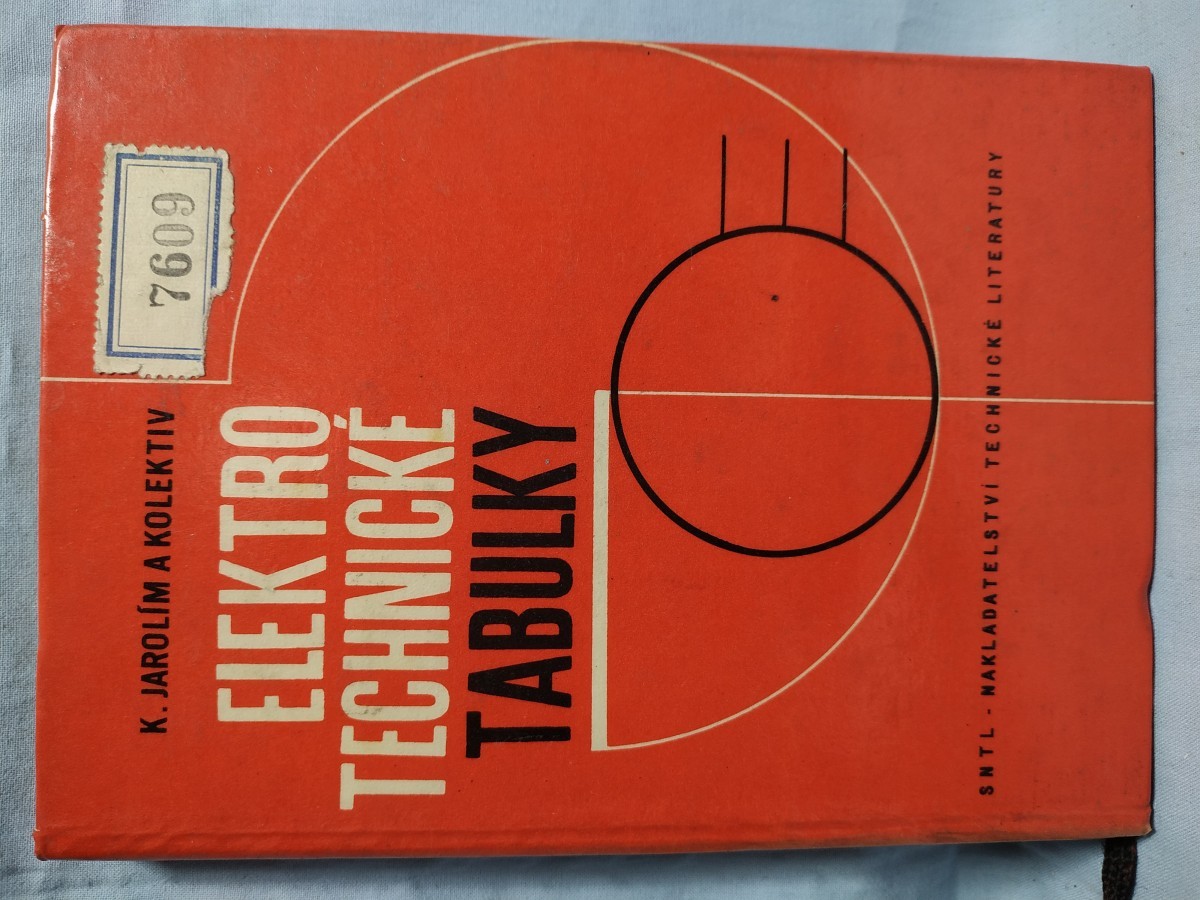 7609
K. JAROLÍM A KOLEKTIV
ELEKTRO
TECHNICKÉ
TABULKY
SNTL - NAKLADATELSTVÍ TECHNICKÉ LITERATURY